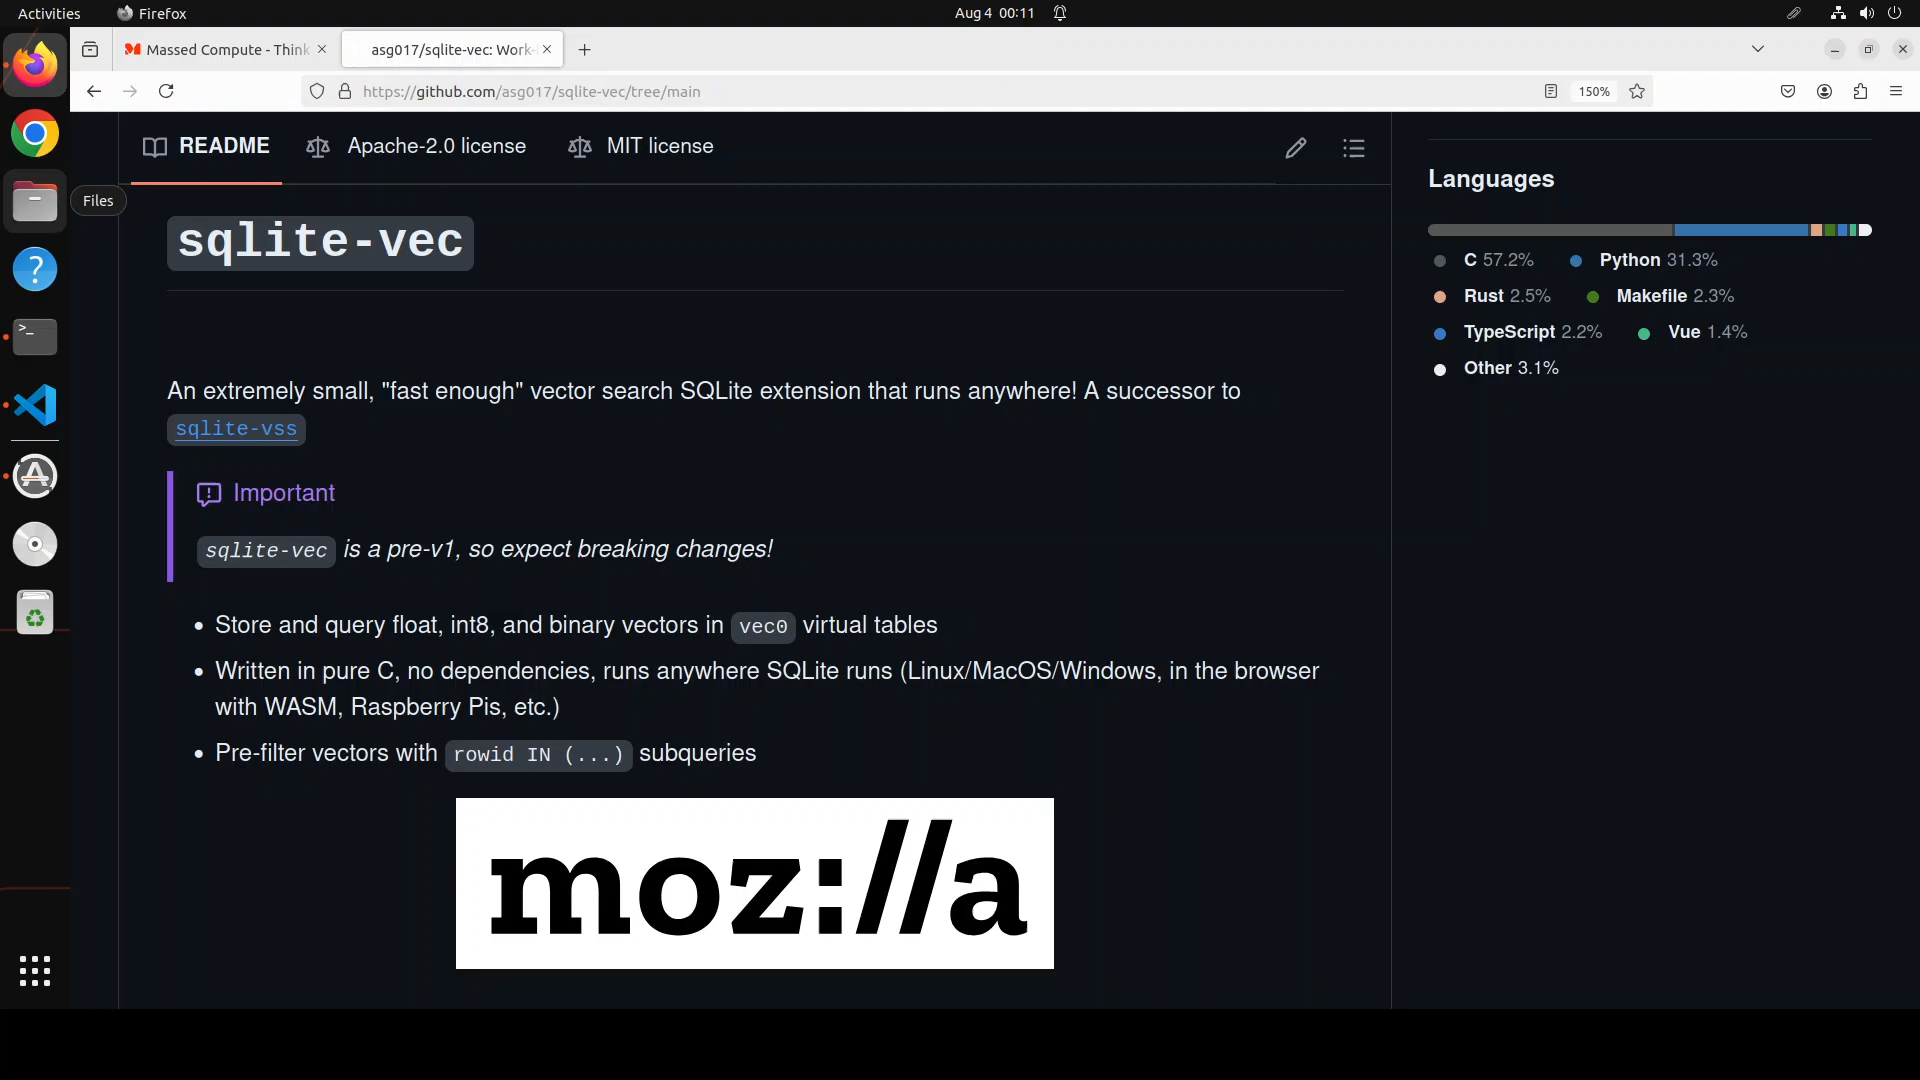 Activities Firefox Aug 4 00:11
Massed Compute - Think asg017/sqlite-vec: Work-
https://github.com/asg017/sqlite-vec/tree/main 150%
README Apache-2.0 license MIT license
Files
sqlite-vec
An extremely small, "fast enough" vector search SQLite extension that runs anywhere! A successor to
sqlite-vss
Important
sqlite-vec is a pre-v1, so expect breaking changes!
• Store and query float, int8, and binary vectors in vec0 virtual tables
• Written in pure C, no dependencies, runs anywhere SQLite runs (Linux/MacOS/Windows, in the browser
with WASM, Raspberry Pis, etc.)
• Pre-filter vectors with rowid IN (...) subqueries
moz://a
Languages
C 57.2% Python 31.3%
Rust 2.5% Makefile 2.3%
TypeScript 2.2% Vue 1.4%
Other 3.1%